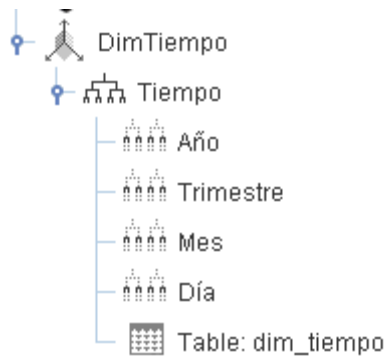 DimTiempo
Tiempo
Año
Trimestre
Mes
Día
Table: dim_tiempo